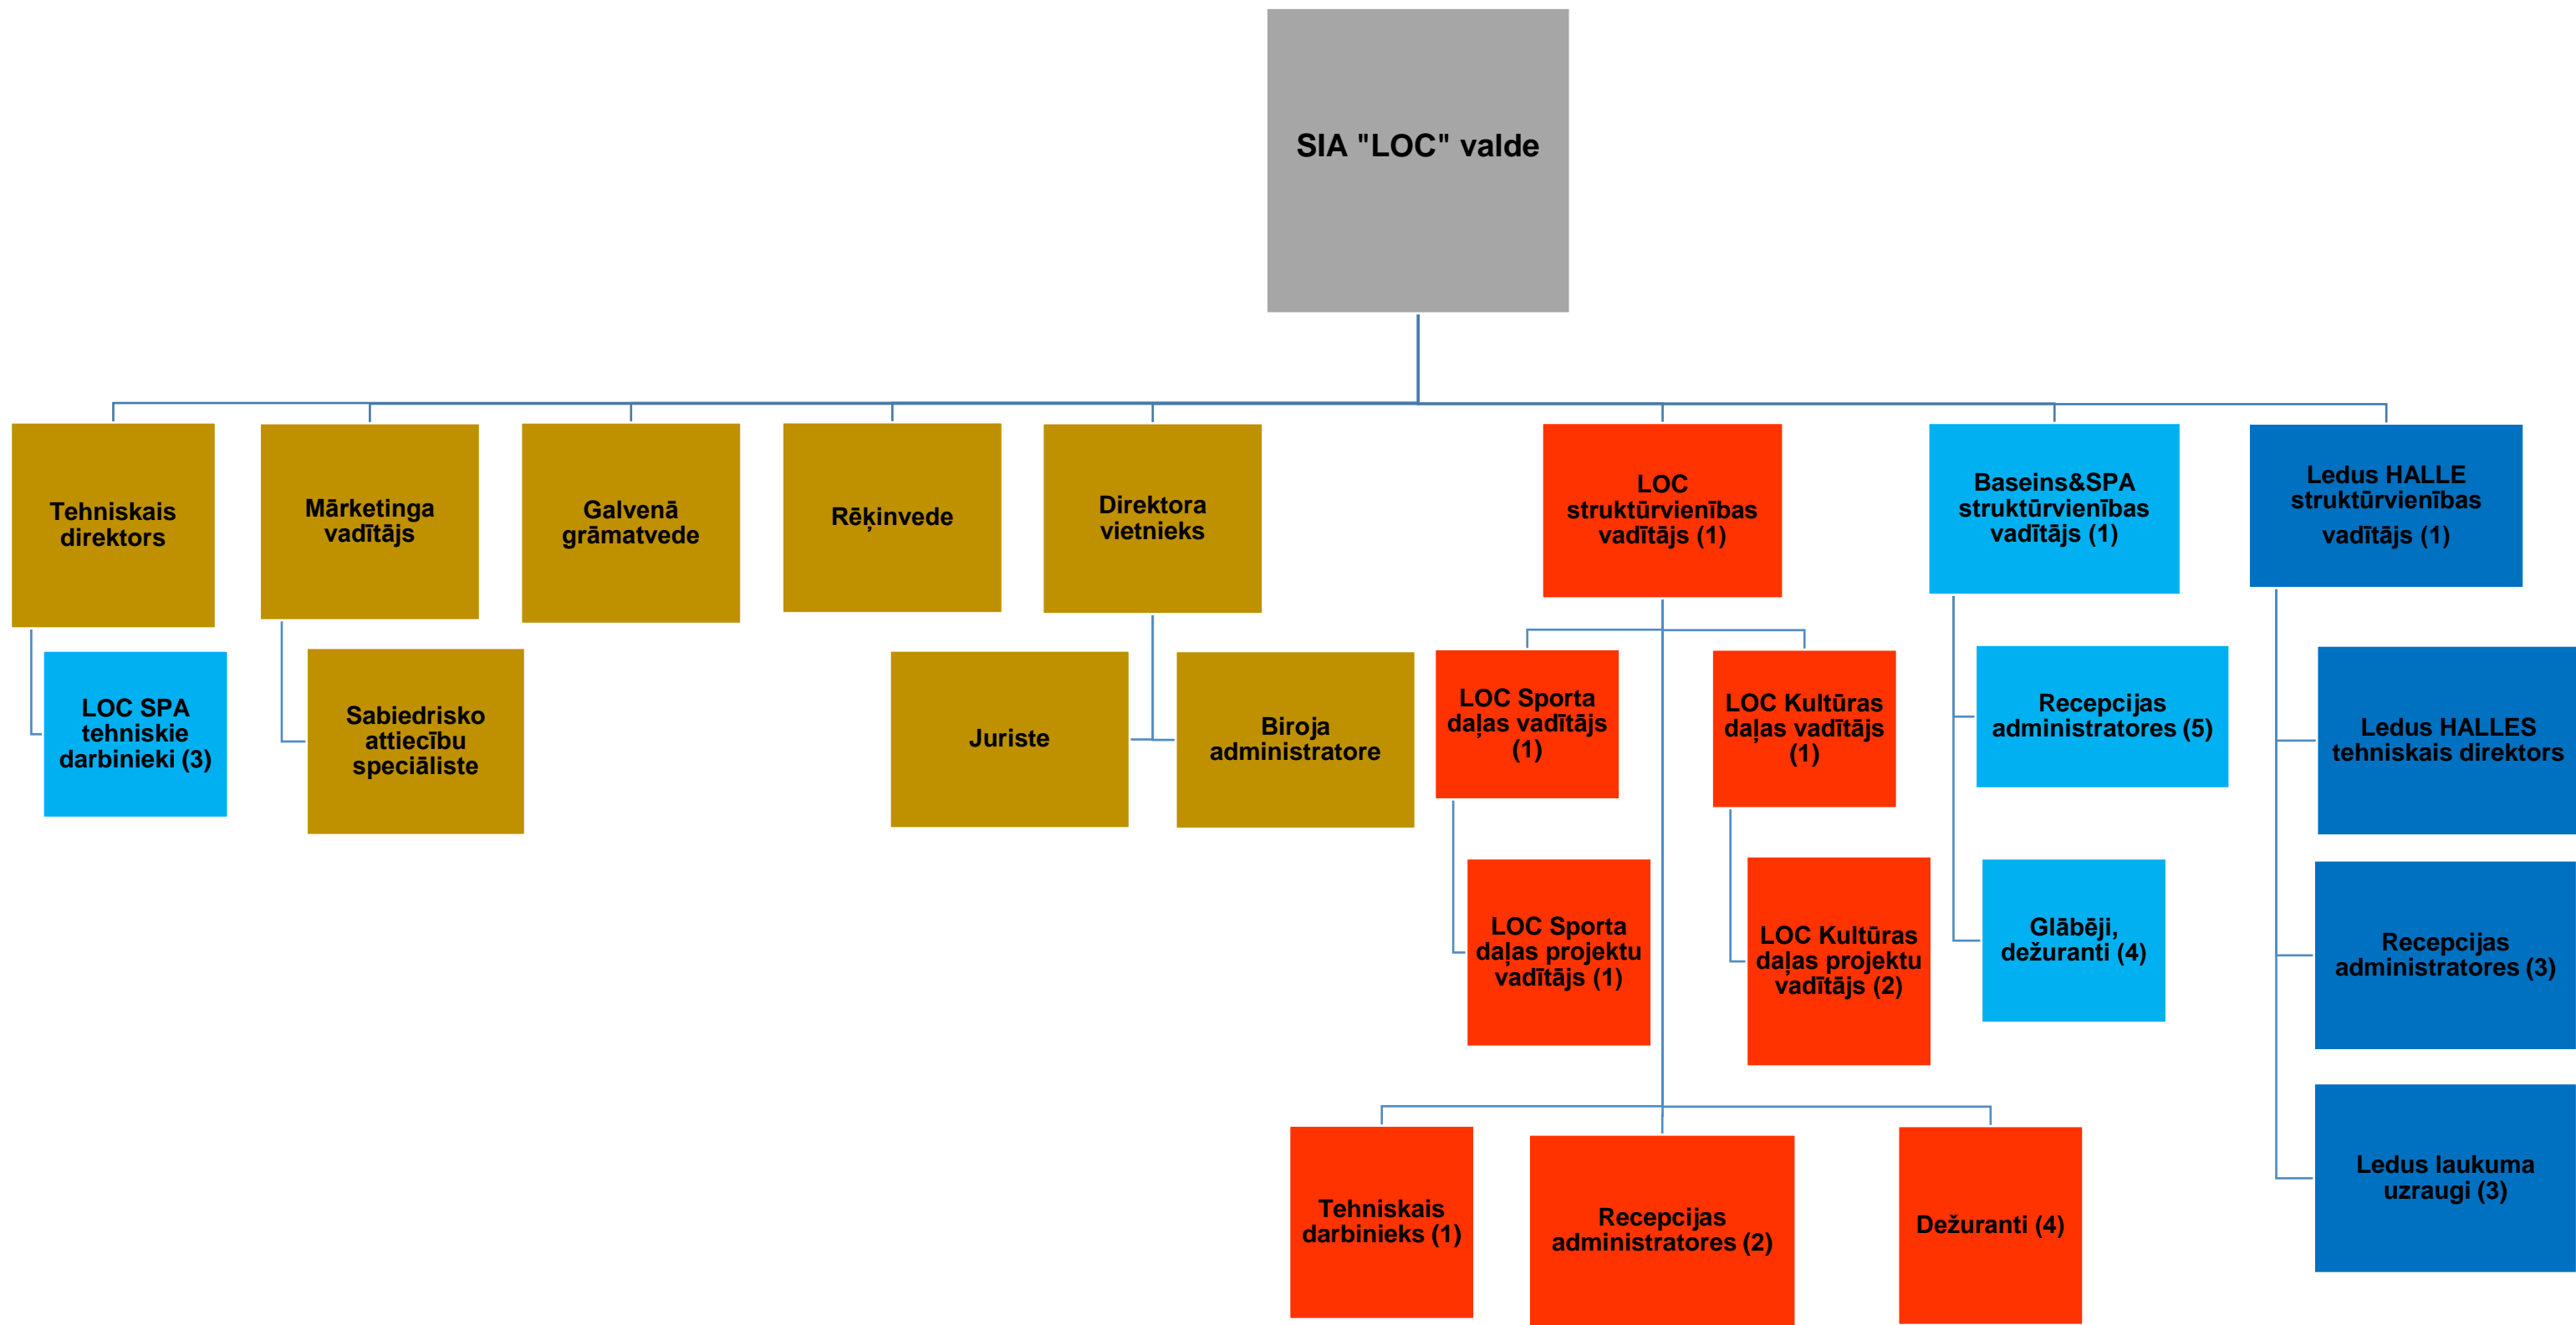 SIA "LOC" valde
Tehniskais
direktors
Mārketinga
vadītājs
Galvenā
grāmatvede
Rēķinvede
Direktora
vietnieks
LOC
struktūrvienības
vadītājs (1)
Baseins&SPA
struktūrvienības
vadītājs (1)
Ledus HALLE
struktūrvienības
vadītājs (1)
LOC SPA
tehniskie
darbinieki (3)
Sabiedrisko
attiecību
speciāliste
Juriste
Biroja
administratore
LOC Sporta
daļas vadītājs
(1)
LOC Kultūras
daļas vadītājs
(1)
Recepcijas
administratores (5)
Ledus HALLES
tehniskais direktors
LOC Sporta
daļas projektu
vadītājs (1)
LOC Kultūras
daļas projektu
vadītājs (2)
Glābēji,
dežuranti (4)
Recepcijas
administratores (3)
Tehniskais
darbinieks (1)
Recepcijas
administratores (2)
Dežuranti (4)
Ledus laukuma
uzraugi (3)